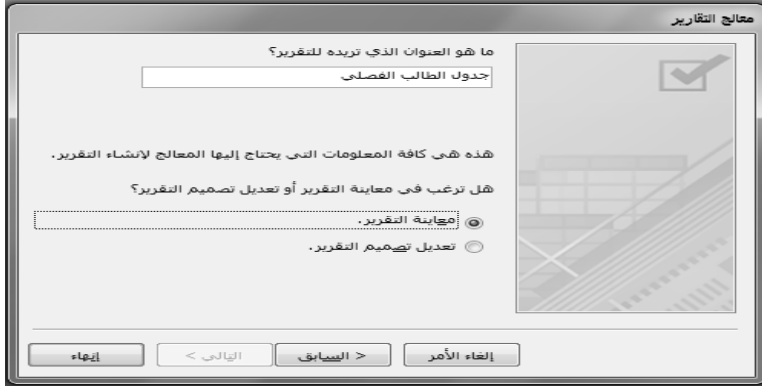 معالج التقارير
ما هو العنوان الذي تريده للتقرير؟
جدول الطالب الفصلي
هذه هي كافة المعلومات التي يحتاج إليها المعالج لإنشاء التقرير.
هل ترغب في معاينة التقرير أو تعديل تصميم التقرير؟
معاينة التقرير.
تعديل تصميم التقرير.
إلغاء الأمر
< السابق
التالي >
إنهاء